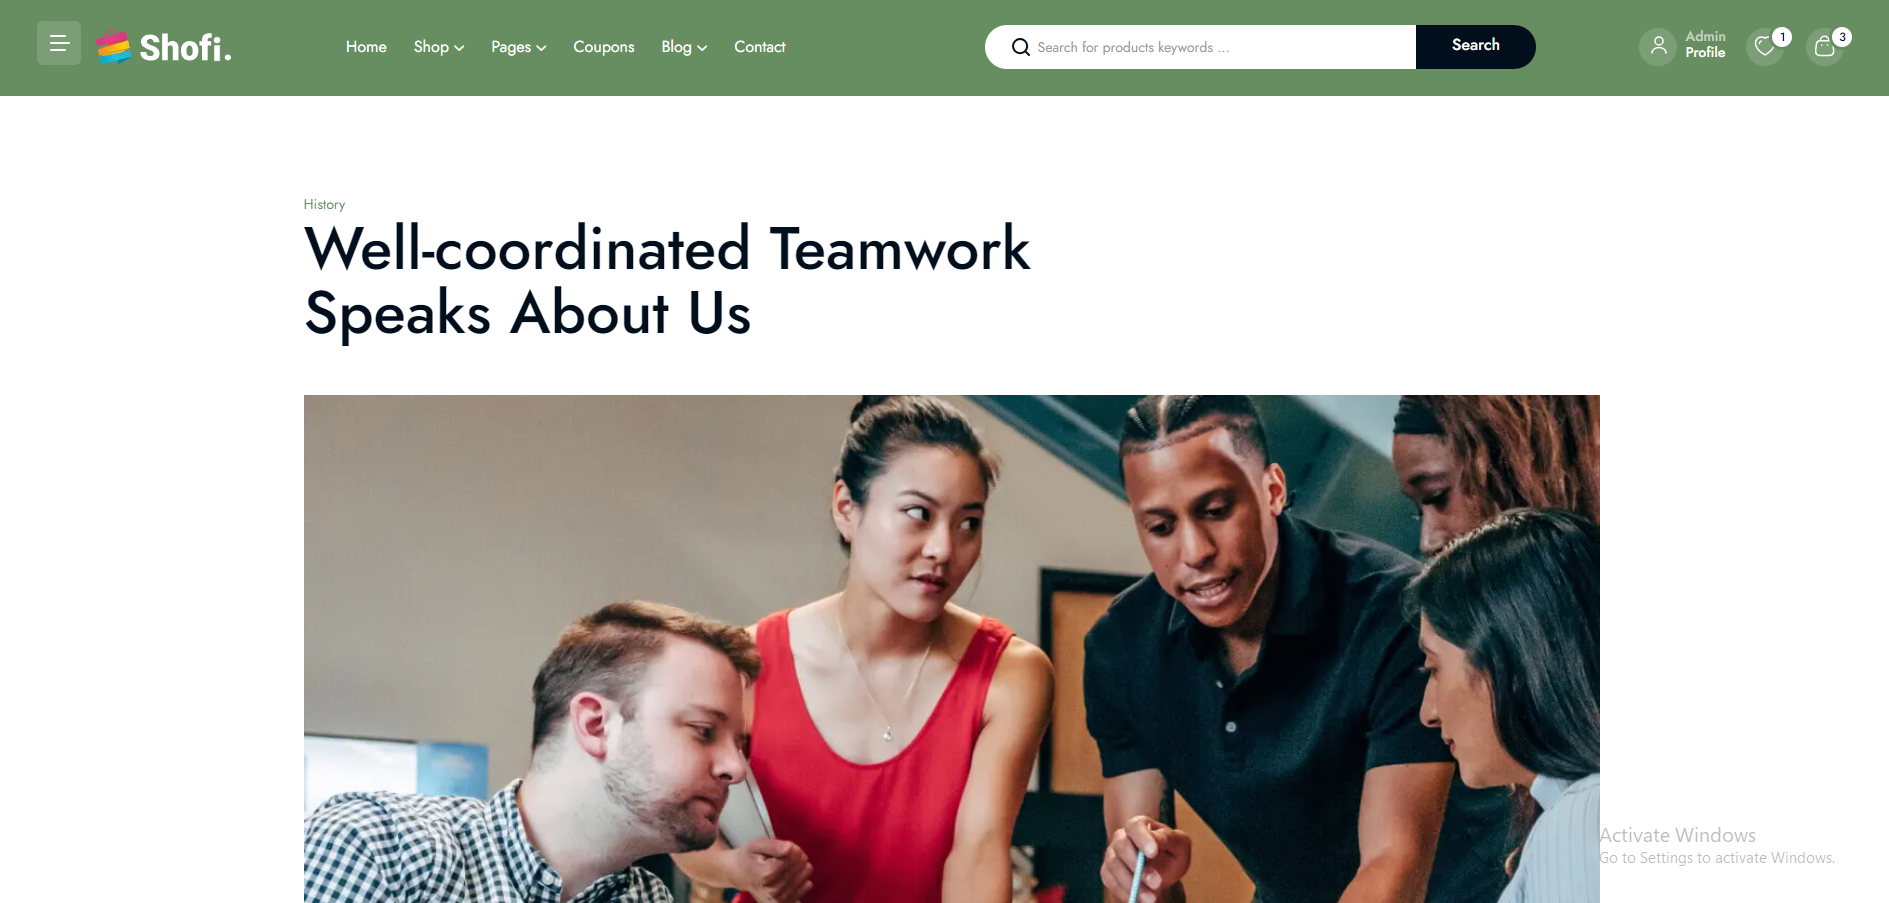 Shofi.
Home
Shop
Pages
Coupons
Blog
Contact
Search for products keywords ...
Search
Admin
Profile
1
3
History
Well-coordinated Teamwork
Speaks About Us
Activate Windows
Go to Settings to activate Windows.